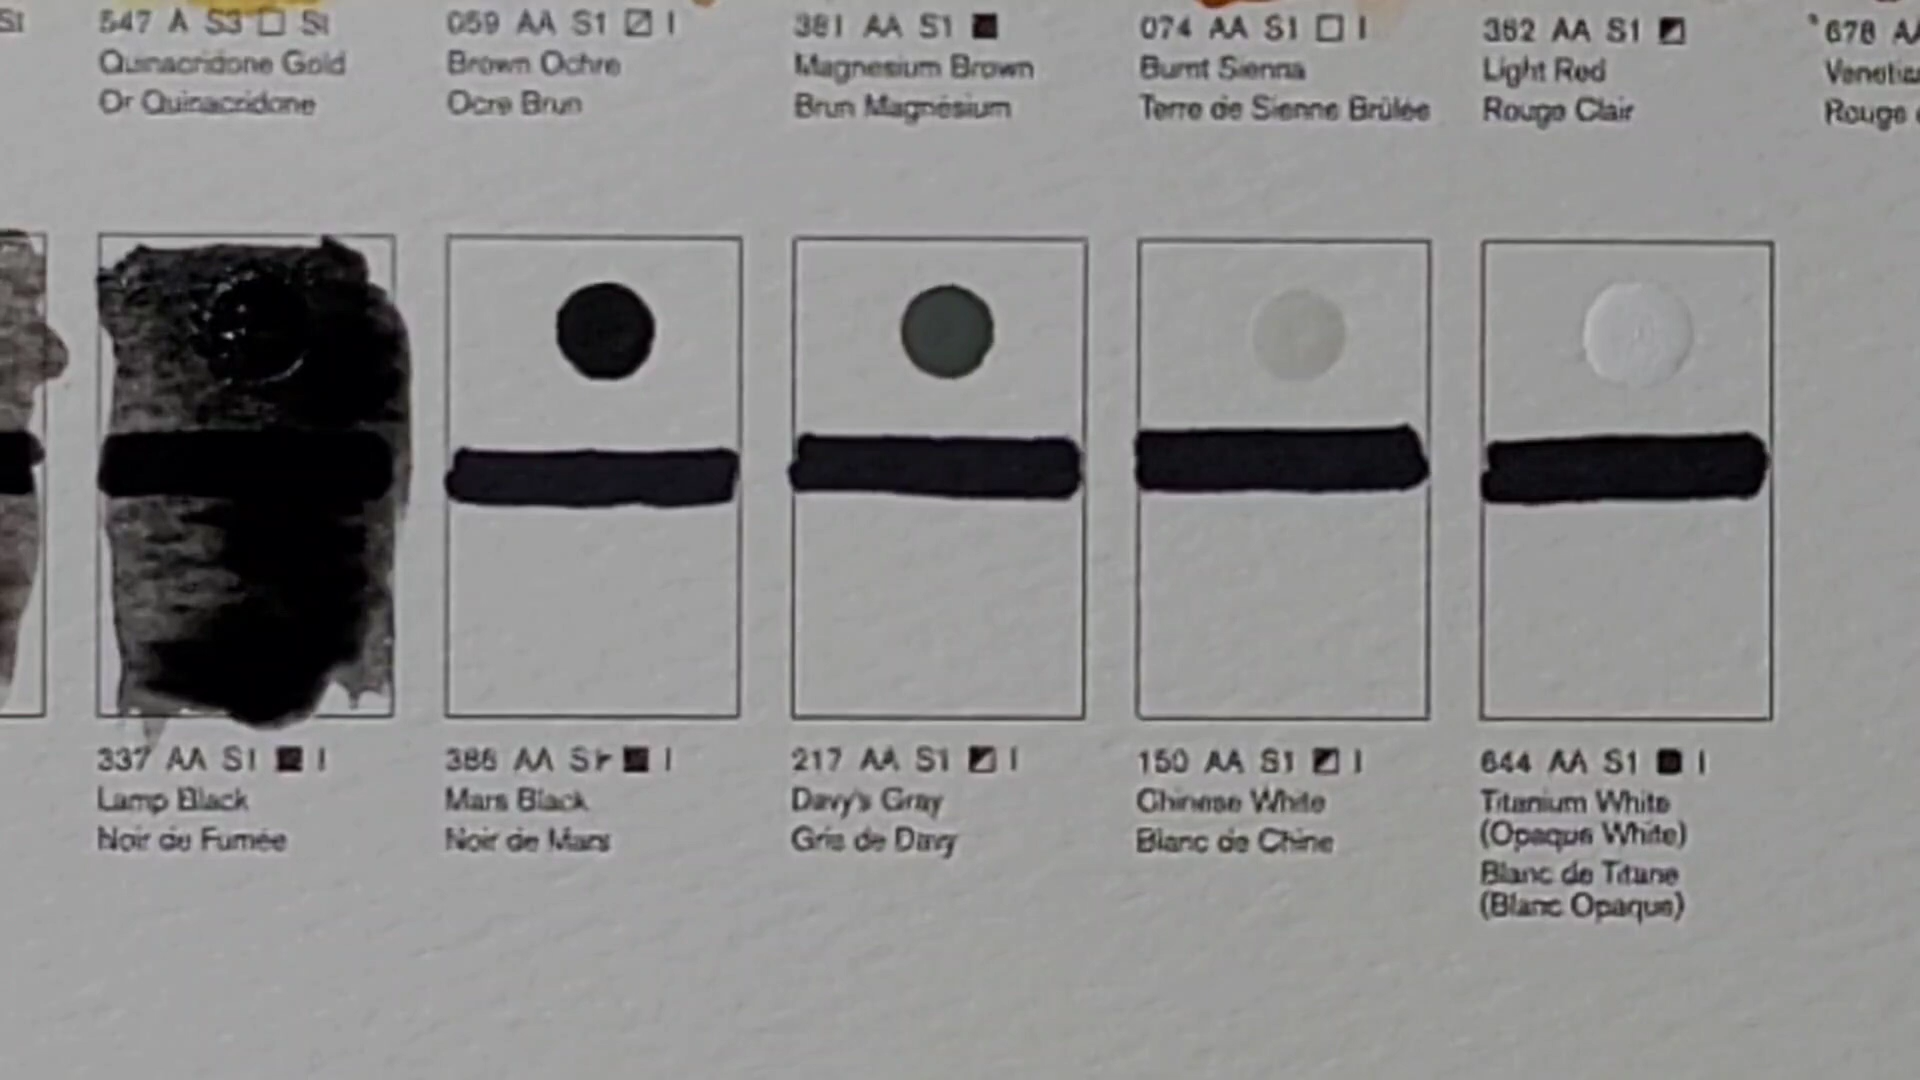 547 A S3 St
Quinacridone Gold
Or Quinacridone
059 AA S1 I
Brown Ochre
Ocre Brun
381 AA S1
Magnesium Brown
Brun Magnésium
074 AA S1 I
Burnt Sienna
Terre de Sienne Brûlée
362 AA S1
Light Red
Rouge Clair
678
Rouge
337 AA S1 I
Lamp Black
Noir de Fumée
386 AA I
Mars Black
Noir de Mars
217 AA S1 I
Davy's Gray
Gris de Davy
150 AA S1 I
Chinese White
Blanc de Chine
644 AA S1 I
Titanium White
(Opaque White)
Blanc de Titane
(Blanc Opaque)